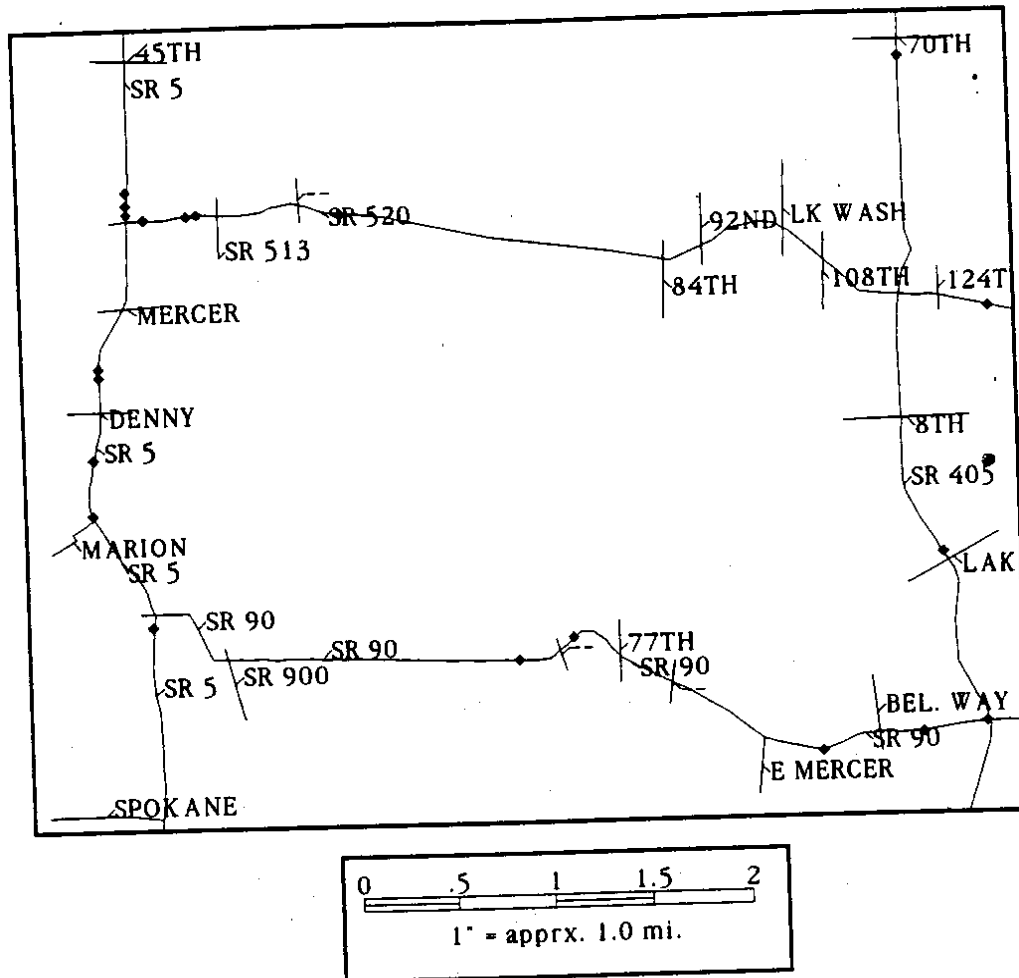 45TH
70TH
SR 5
92ND
LK WASH
SR 520
SR 513
84TH
108TH
124T
MERCER
DENNY
8TH
SR 5
SR 405
MARION
LAK
SR 5
SR 90
SR 90
77TH
SR 90
SR 900
SR 5
BEL. WAY
SR 90
E MERCER
SPOKANE
0 .5 1 1.5 2
1" = apprx. 1.0 mi.